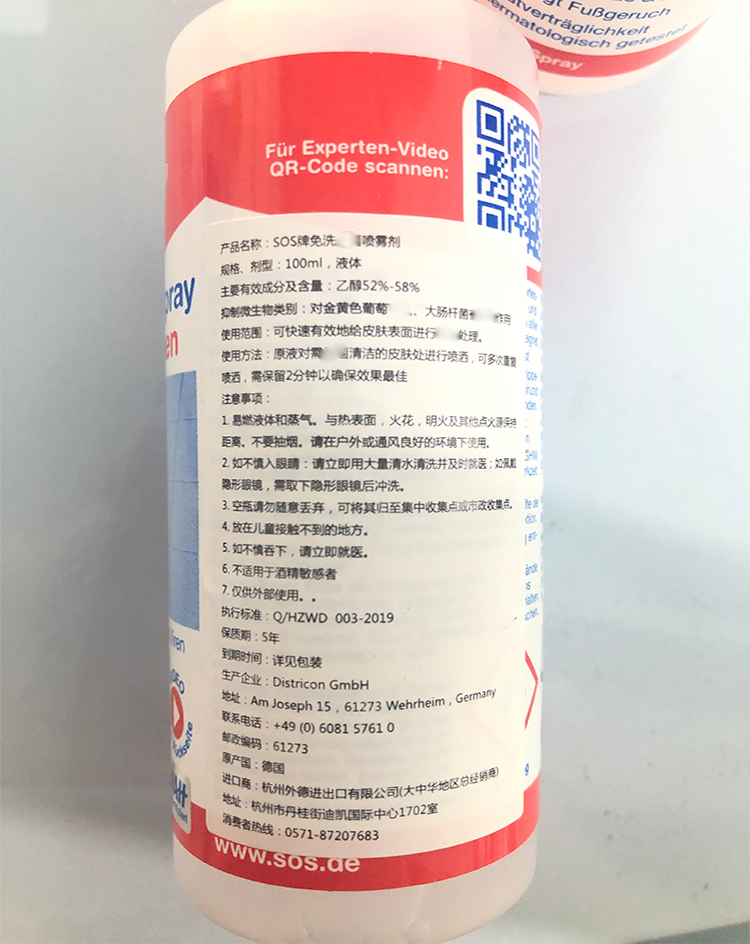 gt Fußgeruch
utverträglichkeit
ermatologisch getestet
Spray
Für Experten-Video
QR-Code scannen:
产品名称：SOS牌免洗 喷雾剂
规格、剂型：100ml，液体
主要有效成分及含量：乙醇52%-58%
抑制微生物类别：对金黄色葡萄 、大肠杆菌 作用
使用范围：可快速有效地给皮肤表面进行 处理。
使用方法：原液对需 清洁的皮肤处进行喷洒，可多次重复
喷洒，需保留2分钟以确保效果最佳
注意事项：
1. 易燃液体和蒸气。与热表面，火花，明火及其他点火源保持
距离。不要抽烟。请在户外或通风良好的环境下使用。
2. 如不慎入眼睛：请立即用大量清水清洗并及时就医；如佩戴
隐形眼镜，需取下隐形眼镜后冲洗。
3. 空瓶请勿随意丢弃，可将其归至集中收集点或市政收集点。
4. 放在儿童接触不到的地方。
5. 如不慎吞下，请立即就医。
6. 不适用于酒精敏感者
7. 仅供外部使用。。
执行标准：Q/HZWD 003-2019
保质期：5年
到期时间：详见包装
生产企业：Districon GmbH
地址：Am Joseph 15，61273 Wehrheim，Germany
联系电话：+49 (0) 6081 5761 0
邮政编码：61273
原产国：德国
进口商：杭州外德进出口有限公司(大中华地区总经销商)
地址：杭州市丹桂街迪凯国际中心1702室
消费者热线：0571-87207683
www.sos.de